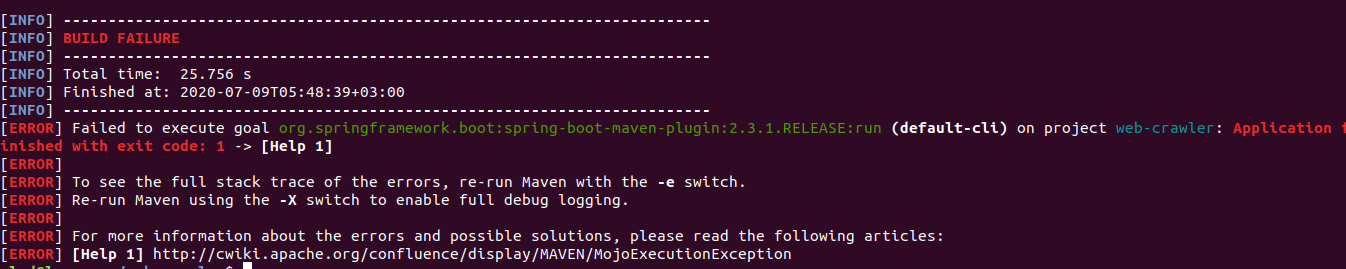 [INFO] ------------------------------------------------------------------------
[INFO] BUILD FAILURE
[INFO] ------------------------------------------------------------------------
[INFO] Total time:  25.756 s
[INFO] Finished at: 2020-07-09T05:48:39+03:00
[INFO] ------------------------------------------------------------------------
[ERROR] Failed to execute goal org.springframework.boot:spring-boot-maven-plugin:2.3.1.RELEASE:run (default-cli) on project web-crawler: Application f
inished with exit code: 1 -> [Help 1]
[ERROR]
[ERROR] To see the full stack trace of the errors, re-run Maven with the -e switch.
[ERROR] Re-run Maven using the -X switch to enable full debug logging.
[ERROR]
[ERROR] For more information about the errors and possible solutions, please read the following articles:
[ERROR] [Help 1] http://cwiki.apache.org/confluence/display/MAVEN/MojoExecutionException